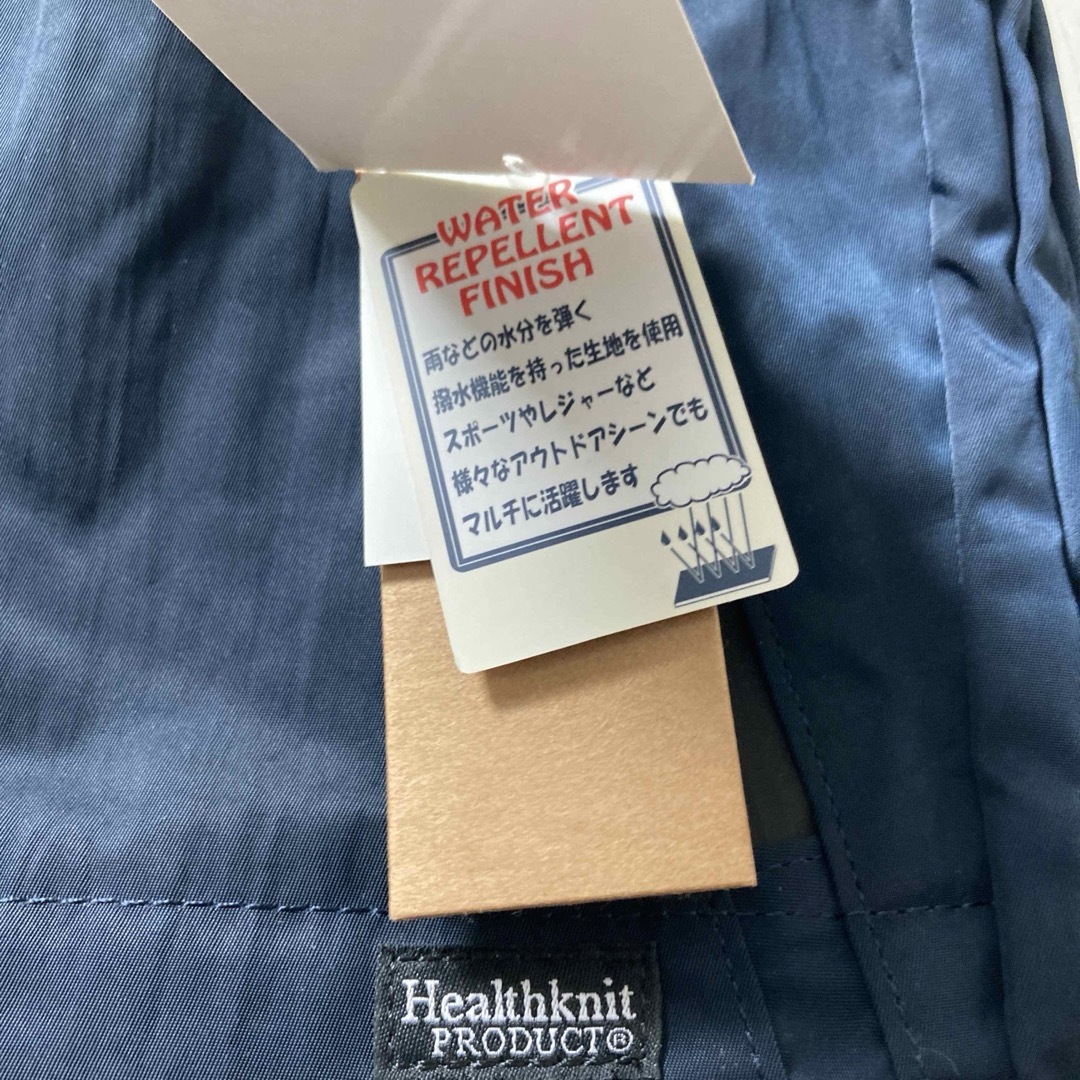 WATER
REPELLENT
FINISH
雨などの水分を弾く
撥水機能を持った生地を使用
スポーツやレジャーなど
様々なアウトドアシーンでも
マルチに活躍します
Healthknit
PRODUCT®